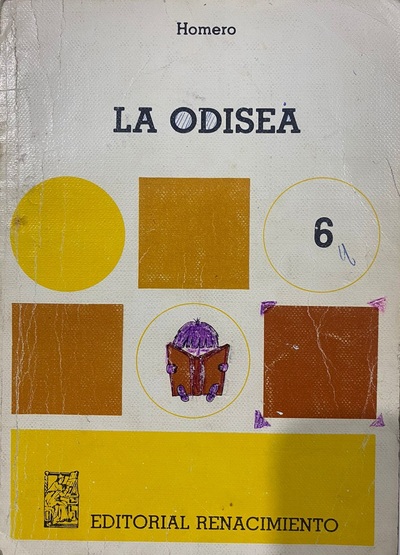 Homero
LA ODISEA
6
EDITORIAL RENACIMIENTO